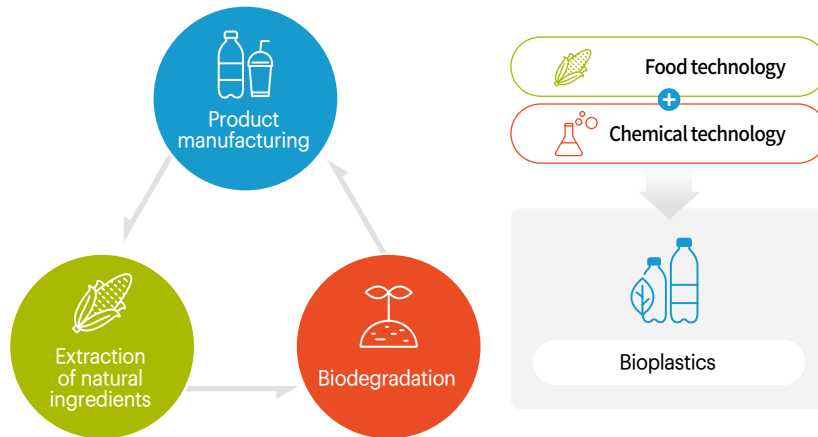 Product
manufacturing
Extraction
of natural
ingredients
Biodegradation
Food technology
+
Chemical technology
Bioplastics